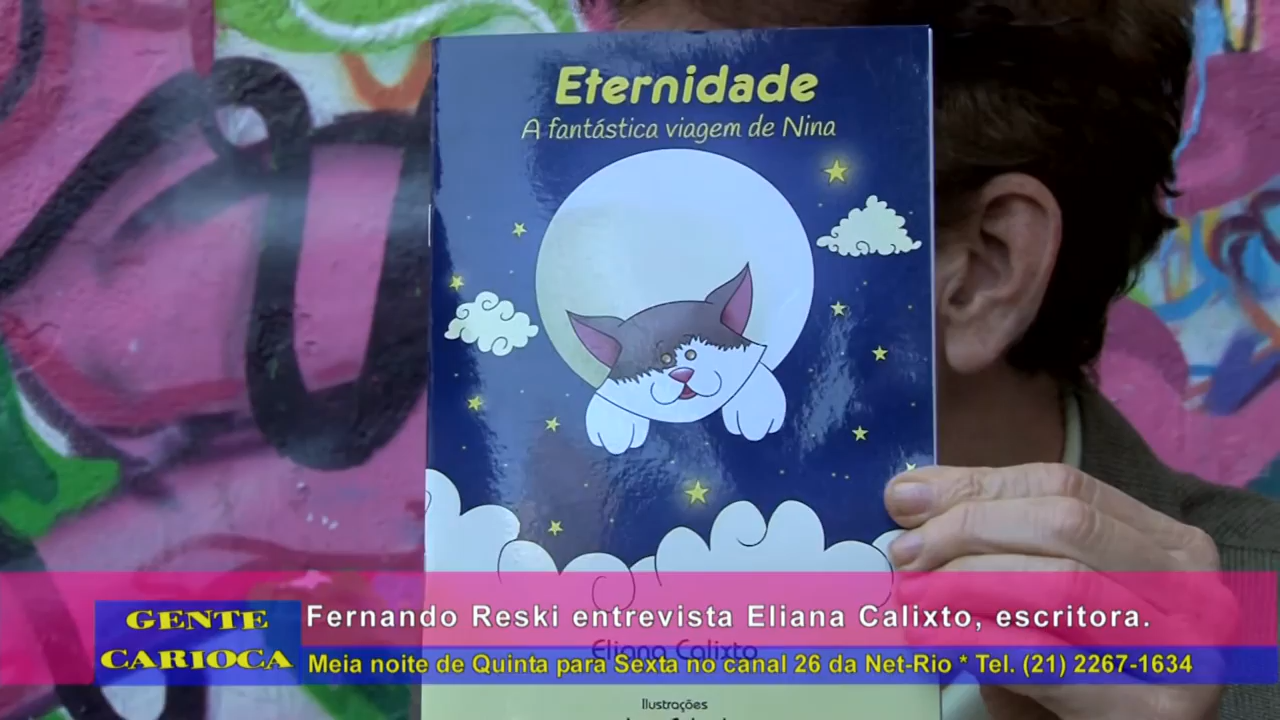 Eternidade
A fantástica viagem de Nina
GENTE
CARIOCA
Fernando Reski entrevista Eliana Calixto, escritora.
Eliana Calixto
Meia noite de Quinta para Sexta no canal 26 da Net-Rio * Tel. (21) 2267-1634
Ilustrações